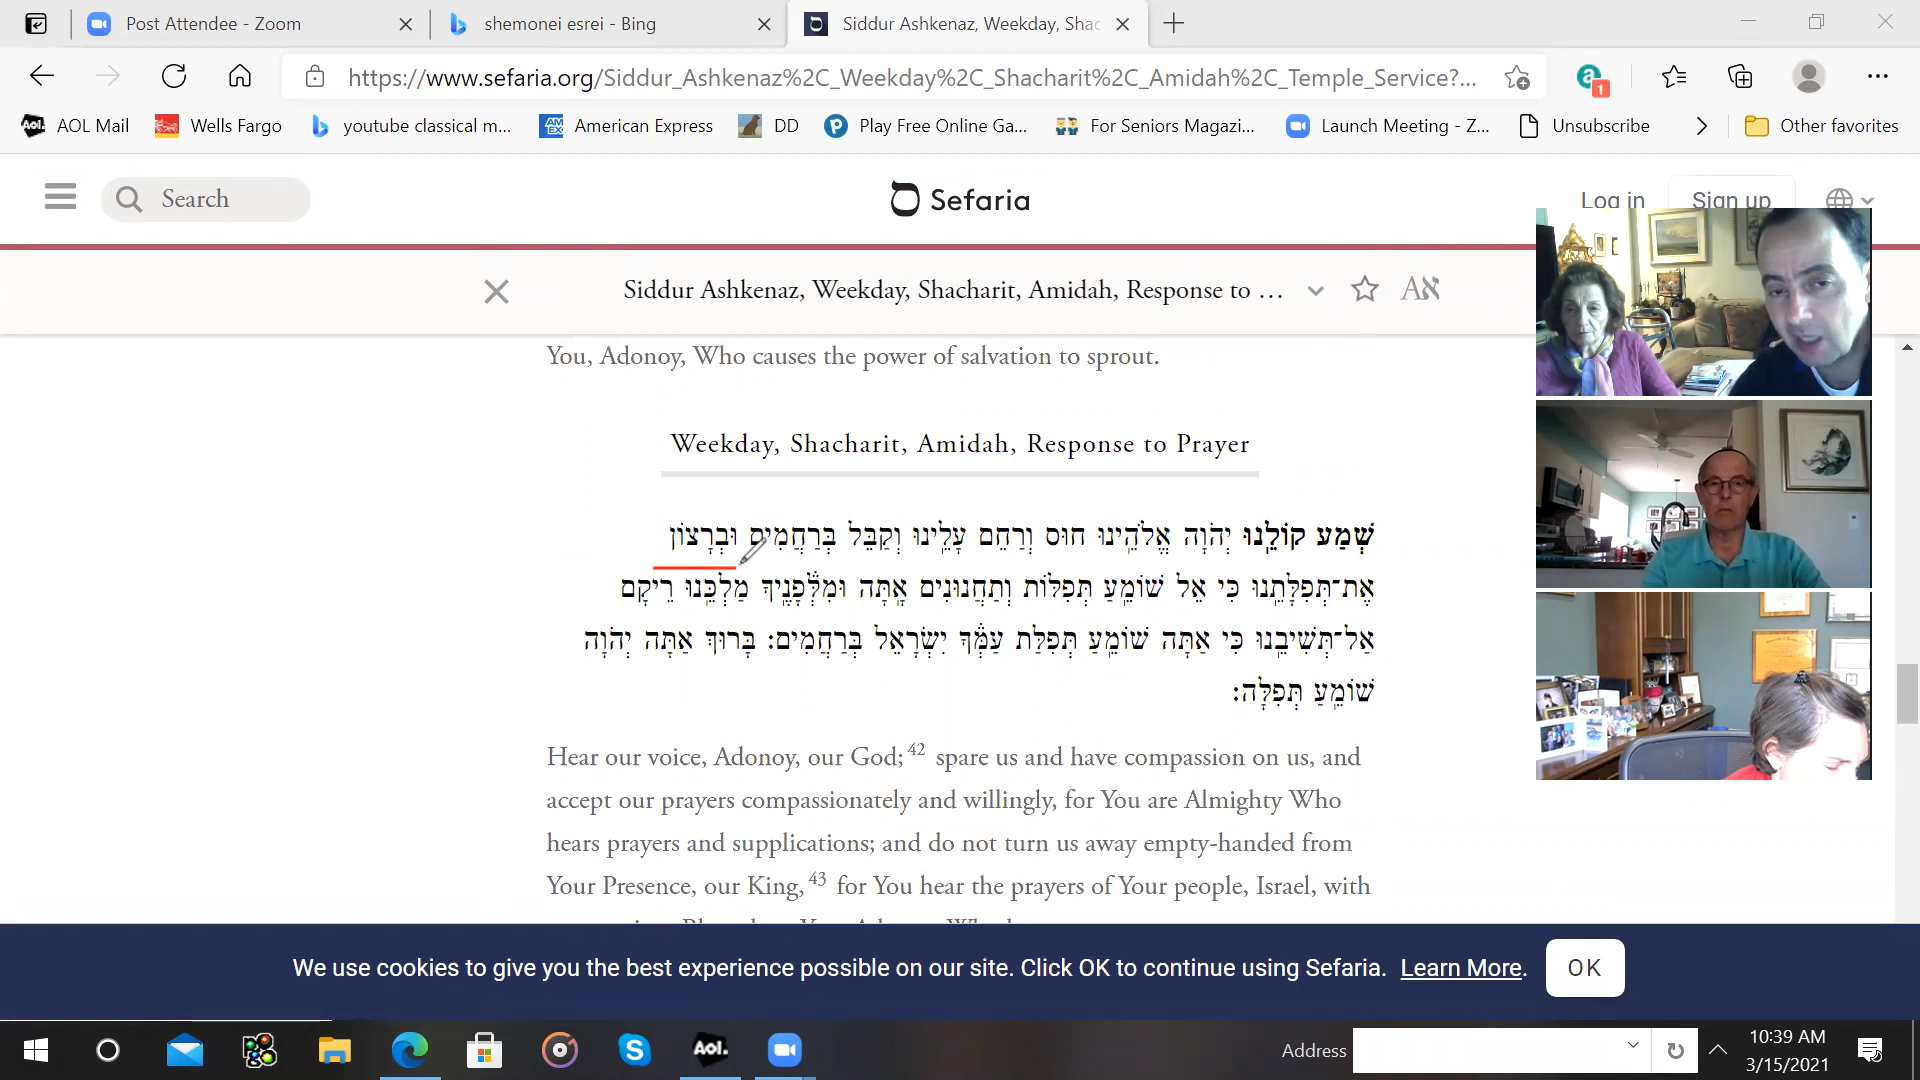 Post Attendee - Zoom
shemonei esrei - Bing
Siddur Ashkenaz, Weekday, Shac
https://www.sefaria.org/Siddur_Ashkenaz%2C_Weekday%2C_Shacharit%2C_Amidah%2C_Temple_Service?...
1
Aol. AOL Mail
Wells Fargo
youtube classical m...
AM EX American Express
DD
Play Free Online Ga...
For Seniors Magazi...
Launch Meeting - Z...
Unsubscribe
Other favorites
Search
Sefaria
Log in
Sign up
Siddur Ashkenaz, Weekday, Shacharit, Amidah, Response to ...
Aא
You, Adonoy, Who causes the power of salvation to sprout.
Weekday, Shacharit, Amidah, Response to Prayer
שְׁמַע קוֹלֵֽנוּ יְהֹוָה אֱלֹהֵֽינוּ חוּס וְרַחֵם עָלֵֽינוּ וְקַבֵּל בְּרַחֲמִים וּבְרָצוֹן
אֶת־תְּפִלָּתֵֽנוּ כִּי אֵל שׁוֹמֵֽעַ תְּפִלּוֹת וְתַחֲנוּנִים אָֽתָּה וּמִלְּ֒פָנֶֽיךָ מַלְכֵּֽנוּ רֵיקָם
אַל־תְּשִׁיבֵֽנוּ כִּי אַתָּה שׁוֹמֵֽעַ תְּפִלַּת עַמְּ֒ךָ יִשְׂרָאֵל בְּרַחֲמִים: בָּרוּךְ אַתָּה יְהֹוָה
שׁוֹמֵֽעַ תְּפִלָּה:
Hear our voice, Adonoy, our God;42 spare us and have compassion on us, and
accept our prayers compassionately and willingly, for You are Almighty Who
hears prayers and supplications; and do not turn us away empty-handed from
Your Presence, our King,43 for You hear the prayers of Your people, Israel, with
We use cookies to give you the best experience possible on our site. Click OK to continue using Sefaria. Learn More.
OK
Aol.
Address
10:39 AM
3/15/2021